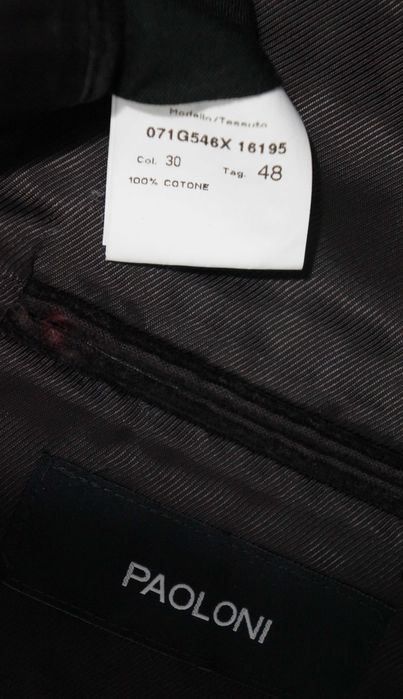 Modello/Tessuto
071G546X 16195
Col. 30 Tag. 48
100% COTONE
PAOLONI